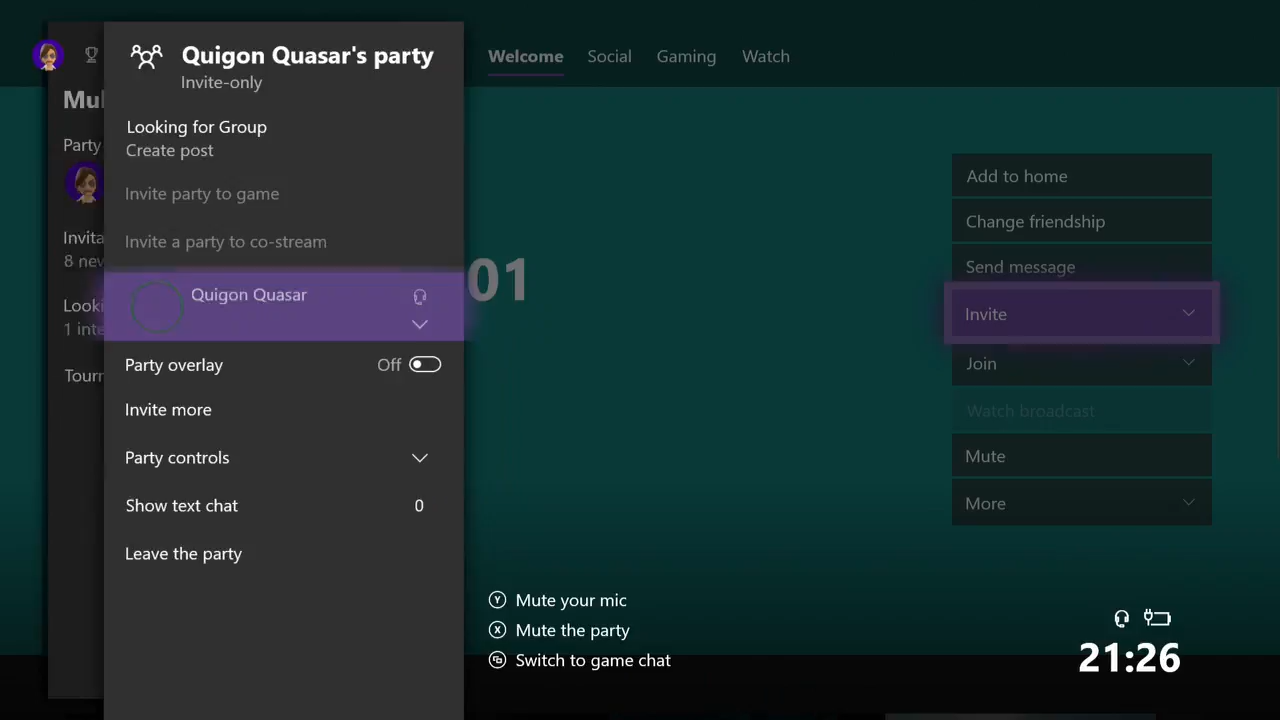 Quigon Quasar's party
Invite-only
Looking for Group
Create post
Invite party to game
Invite a party to co-stream
Quigon Quasar
Party overlay
Off
Invite more
Party controls
Show text chat
0
Leave the party
Party
8 new
Welcome
Social
Gaming
Watch
01
Add to home
Change friendship
Send message
Invite
Join
Watch broadcast
Mute
More
Y Mute your mic
X Mute the party
Switch to game chat
21:26